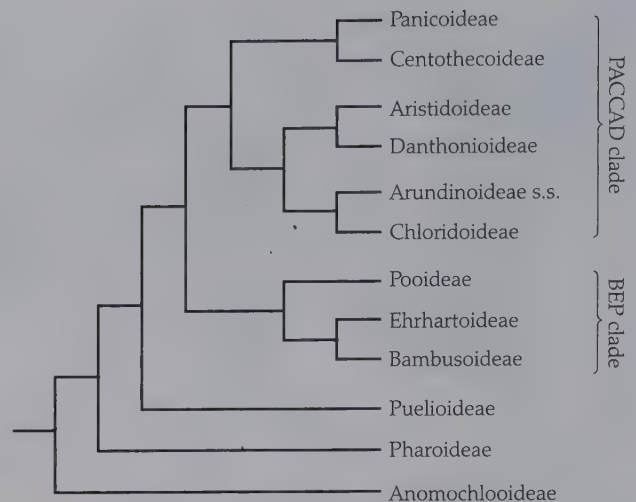 Panicoideae
Centothecoideae
Aristidoideae
Danthonioideae
Arundinoideae s.s.
Chloridoideae
PACCAD clade
Pooideae
Ehrhartoideae
Bambusoideae
BEP clade
Puelioideae
Pharoideae
Anomochlooideae